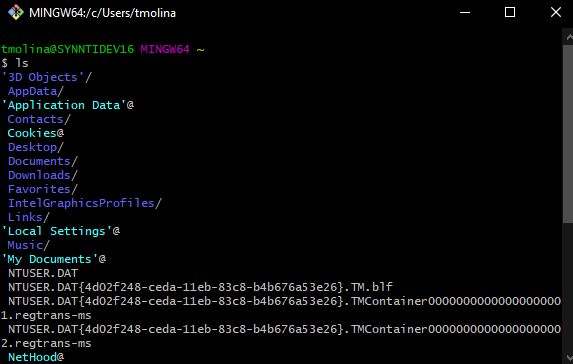 MINGW64:/c/Users/tmolina
tmolina@SYNNTIDEV16 MINGW64 ~
$ ls
'3D Objects'/
AppData/
'Application Data'@
Contacts/
Cookies@
Desktop/
Documents/
Downloads/
Favorites/
IntelGraphicsProfiles/
Links/
'Local Settings'@
Music/
'My Documents'@
NTUSER.DAT
NTUSER.DAT{4d02f248-ceda-11eb-83c8-b4b676a53e26}.TM.blf
NTUSER.DAT{4d02f248-ceda-11eb-83c8-b4b676a53e26}.TMContainer0000000000000000000
1.regtrans-ms
NTUSER.DAT{4d02f248-ceda-11eb-83c8-b4b676a53e26}.TMContainer0000000000000000000
2.regtrans-ms
NetHood@